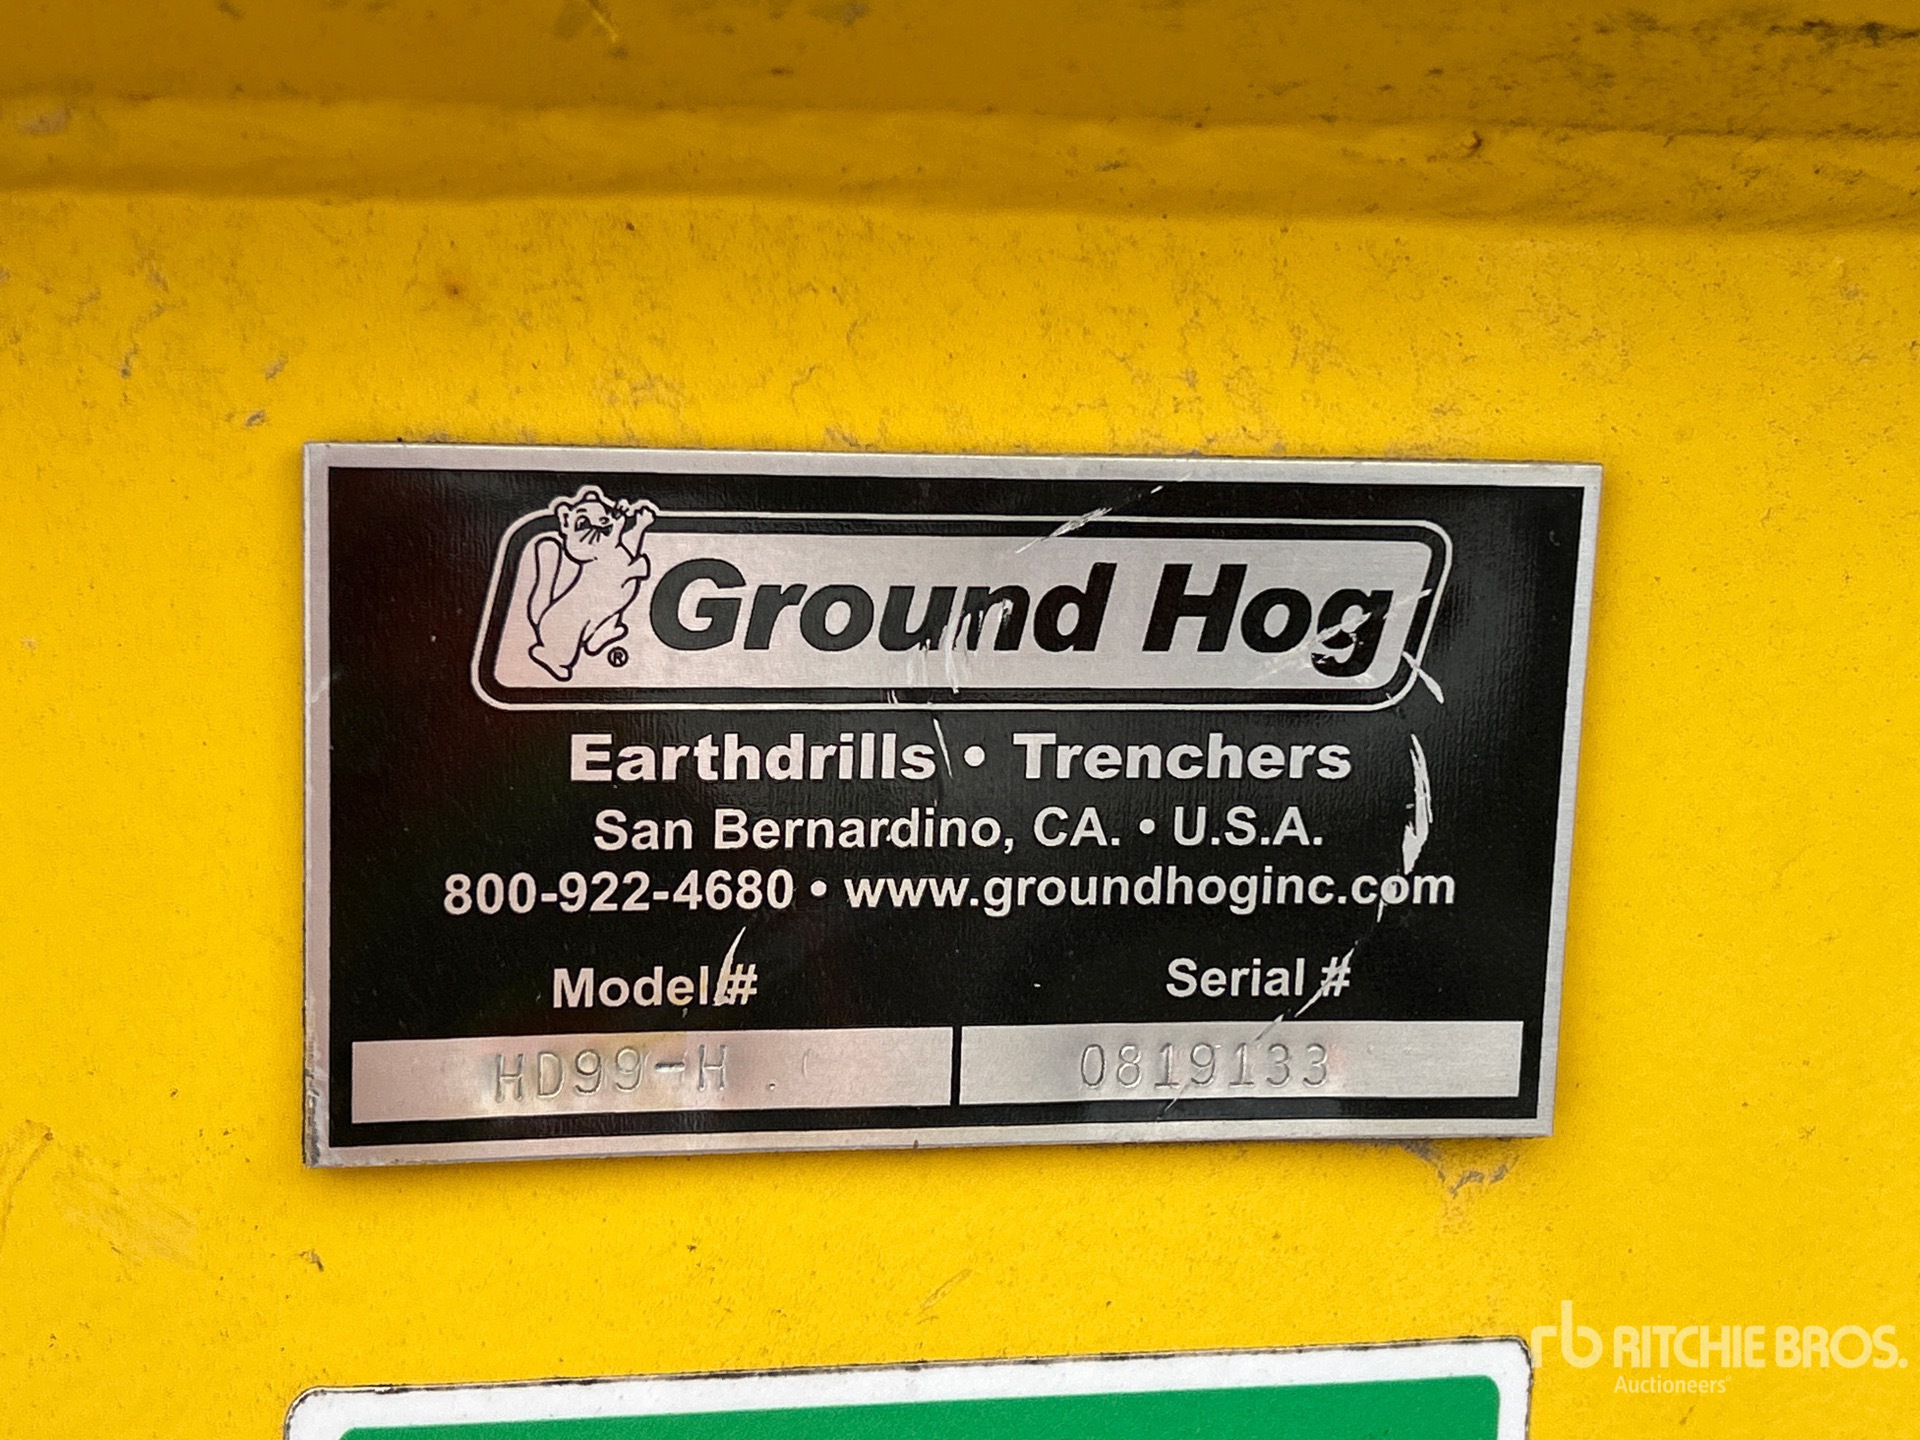 Ground Hog
®
Earthdrills • Trenchers
San Bernardino, CA. • U.S.A.
800-922-4680 • www.groundhoginc.com
Model # Serial #
HD99-H 0819133
rb RITCHIE BROS.
Auctioneers